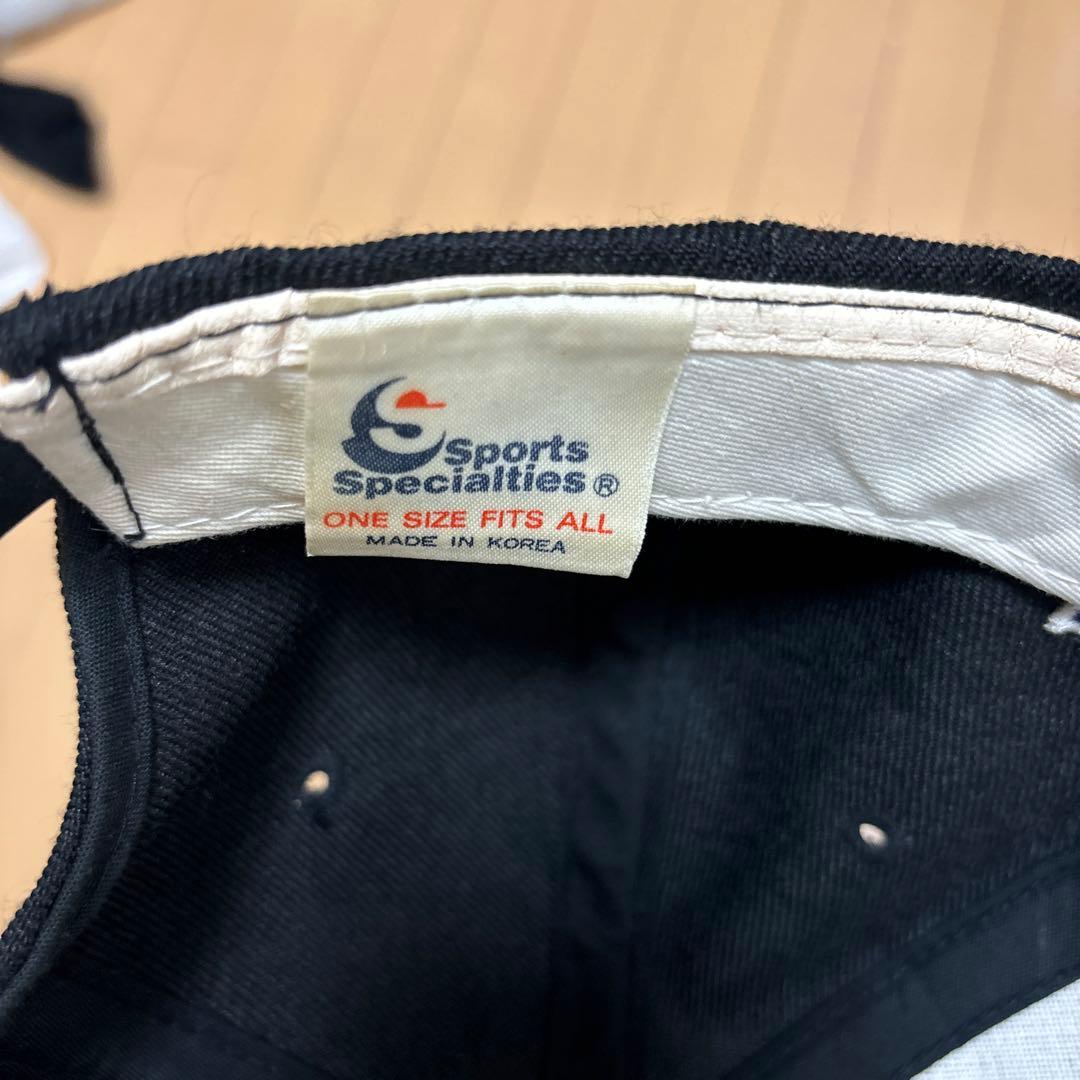 Sports
Specialties ®
ONE SIZE FITS ALL
MADE IN KOREA